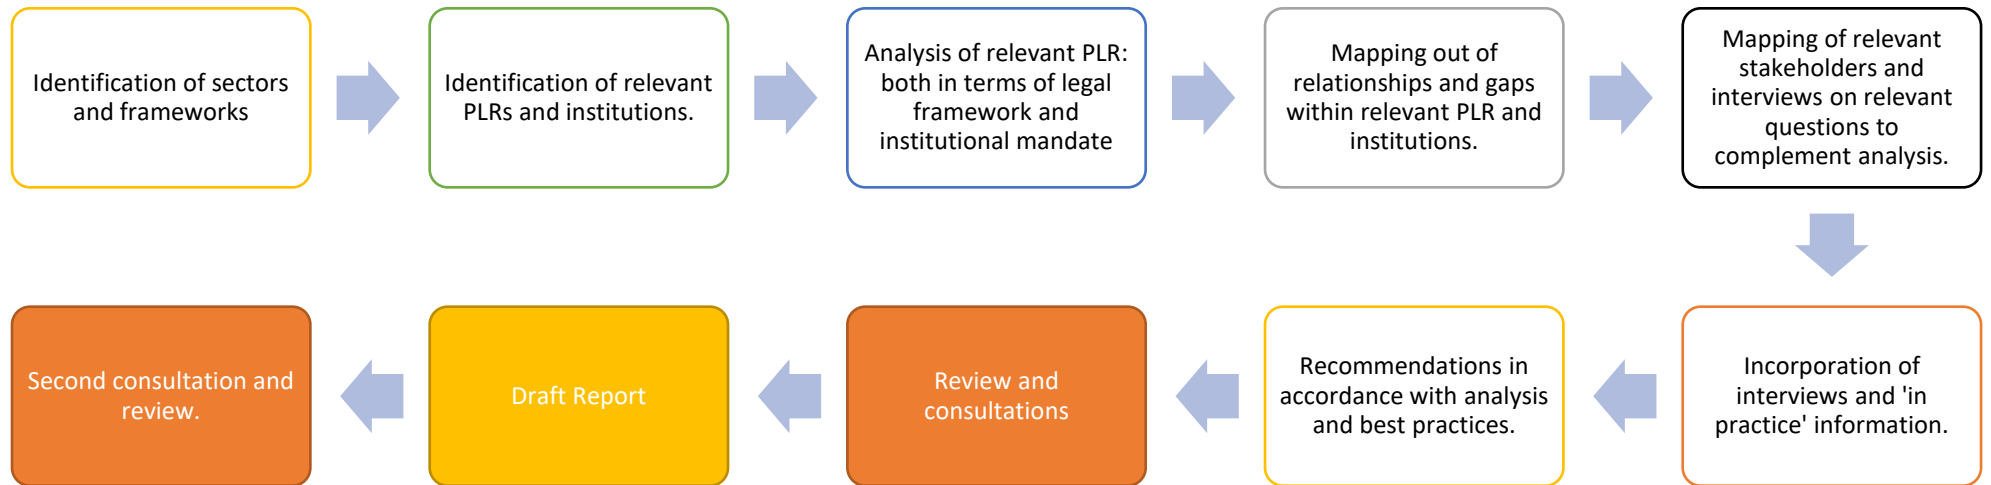 Identification of sectors
and frameworks
Identification of relevant
PLRs and institutions.
Analysis of relevant PLR:
both in terms of legal
framework and
institutional mandate
Mapping out of
relationships and gaps
within relevant PLR and
institutions.
Mapping of relevant
stakeholders and
interviews on relevant
questions to
complement analysis.
Incorporation of
interviews and 'in
practice' information.
Recommendations in
accordance with analysis
and best practices.
Review and
consultations
Draft Report
Second consultation and
review.